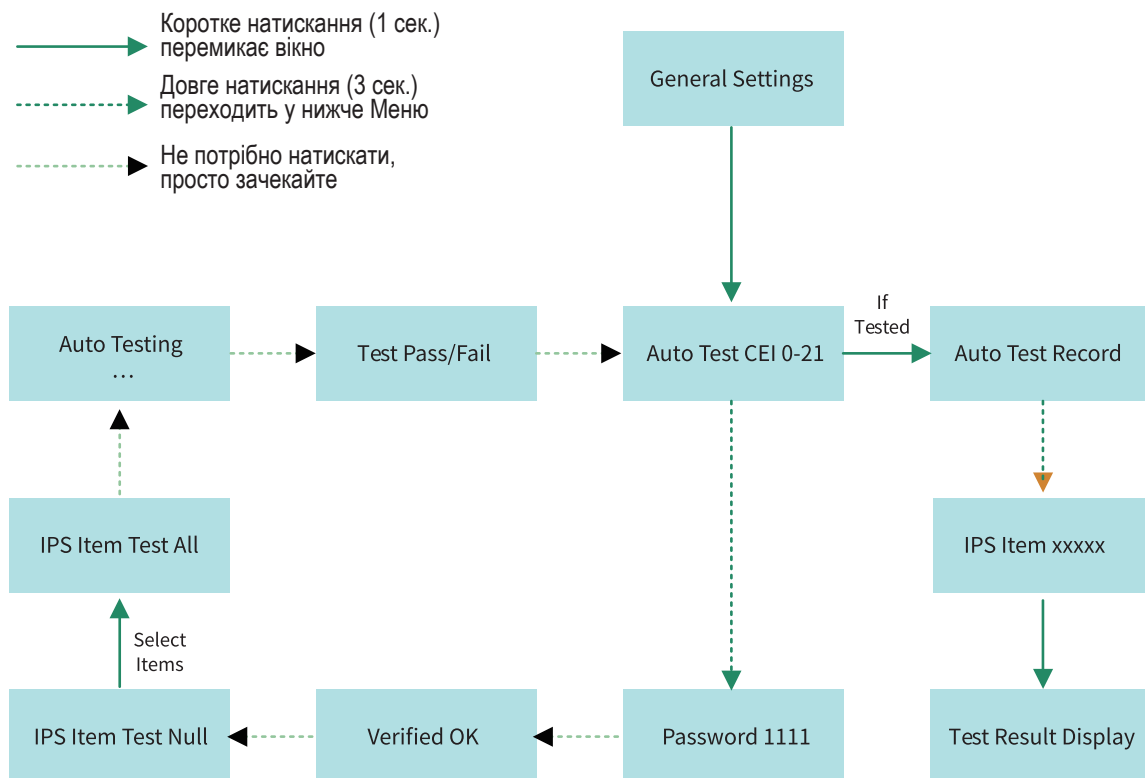 Коротке натискання (1 сек.)
перемикає вікно
Довге натискання (3 сек.)
переходить у нижче Меню
Не потрібно натискати,
просто зачекайте
General Settings
If
Tested
Auto Testing
...
Test Pass/Fail
Auto Test CEI 0-21
Auto Test Record
IPS Item Test All
IPS Item xxxxx
Select
Items
IPS Item Test Null
Verified OK
Password 1111
Test Result Display